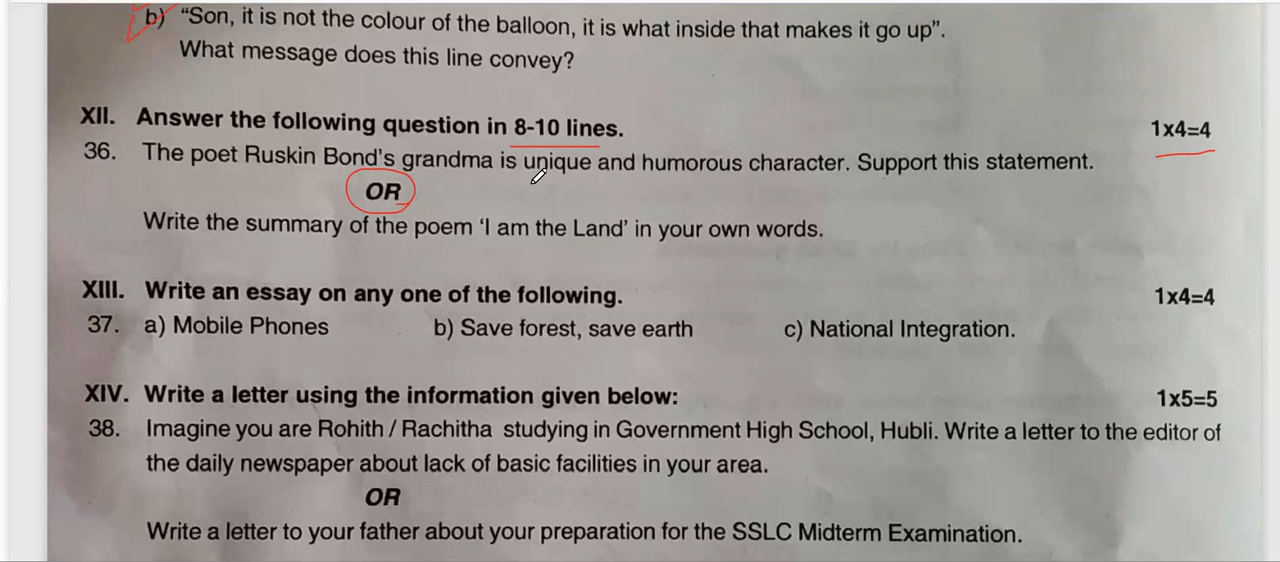 b) “Son, it is not the colour of the balloon, it is what inside that makes it go up”.
What message does this line convey?
XII. Answer the following question in 8-10 lines. 1x4=4
36. The poet Ruskin Bond’s grandma is unique and humorous character. Support this statement.
OR
Write the summary of the poem ‘I am the Land’ in your own words.
XIII. Write an essay on any one of the following. 1x4=4
37. a) Mobile Phones b) Save forest, save earth c) National Integration.
XIV. Write a letter using the information given below: 1x5=5
38. Imagine you are Rohith / Rachitha studying in Government High School, Hubli. Write a letter to the editor of
the daily newspaper about lack of basic facilities in your area.
OR
Write a letter to your father about your preparation for the SSLC Midterm Examination.